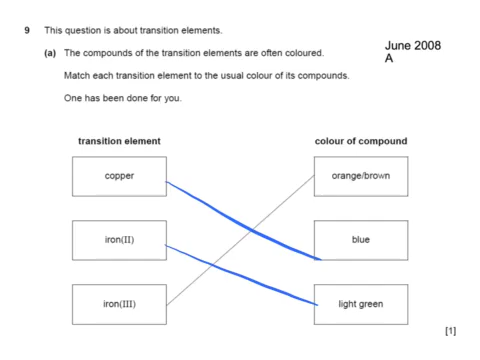 9 This question is about transition elements.
(a) The compounds of the transition elements are often coloured.
June 2008
A
Match each transition element to the usual colour of its compounds.
One has been done for you.
transition element colour of compound
copper orange/brown
iron(II) blue
iron(III) light green
[1]